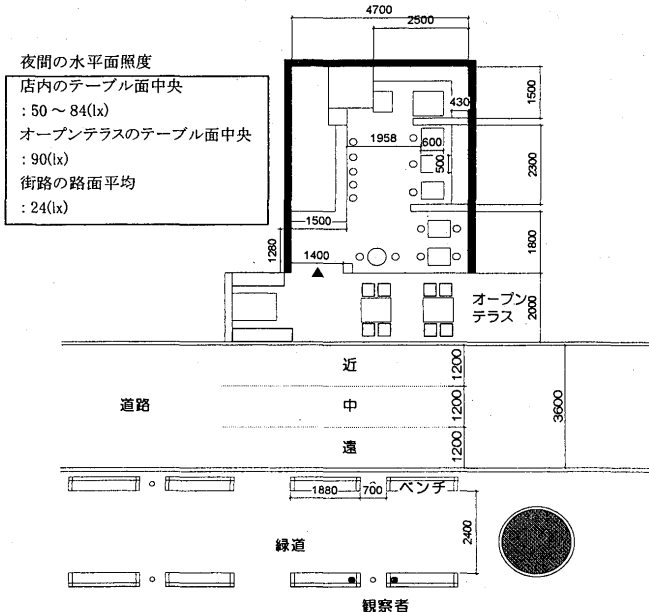 4700
2500
夜間の水平面照度
店内のテーブル面中央
: 50 ～ 84(lx)
オープンテラスのテーブル面中央
: 90(lx)
街路の路面平均
: 24(lx)
1500
430
1958
600
500
2300
1500
1800
1280
1400
オープン
テラス
2000
近
1200
道路
中
1200
3600
遠
1200
1880
700
ベンチ
2400
緑道
観察者